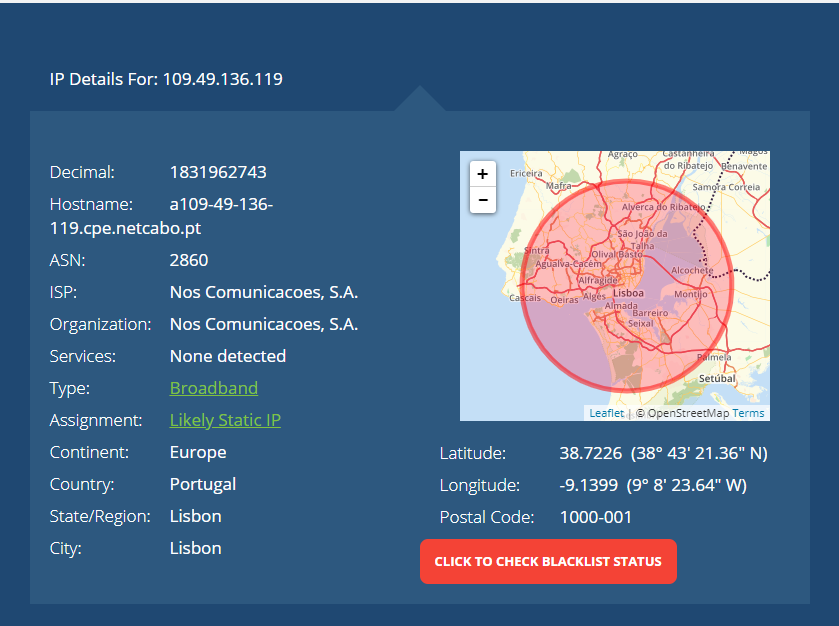 IP Details For: 109.49.136.119
Decimal: 1831962743
Hostname: a109-49-136-
119.cpe.netcabo.pt
ASN: 2860
ISP: Nos Comunicacoes, S.A.
Organization: Nos Comunicacoes, S.A.
Services: None detected
Type: Broadband
Assignment: Likely Static IP
Continent: Europe
Country: Portugal
State/Region: Lisbon
City: Lisbon
+
-
Agraço
Castanheira
do Ribatejo
Magos
Benavente
Ericeira
Mafra
Samora Correia
Alverca do Ribatejo
São João da
Talha
Sintra
Olival Basto
Agualva-Cacém
Alcochete
Alfragide
Cascais
Oeiras
Algés
Lisboa
Montijo
Almada
Barreiro
Seixal
Palmela
Setúbal
Leaflet | © OpenStreetMap Terms
Latitude: 38.7226 (38° 43' 21.36" N)
Longitude: -9.1399 (9° 8' 23.64" W)
Postal Code: 1000-001
CLICK TO CHECK BLACKLIST STATUS